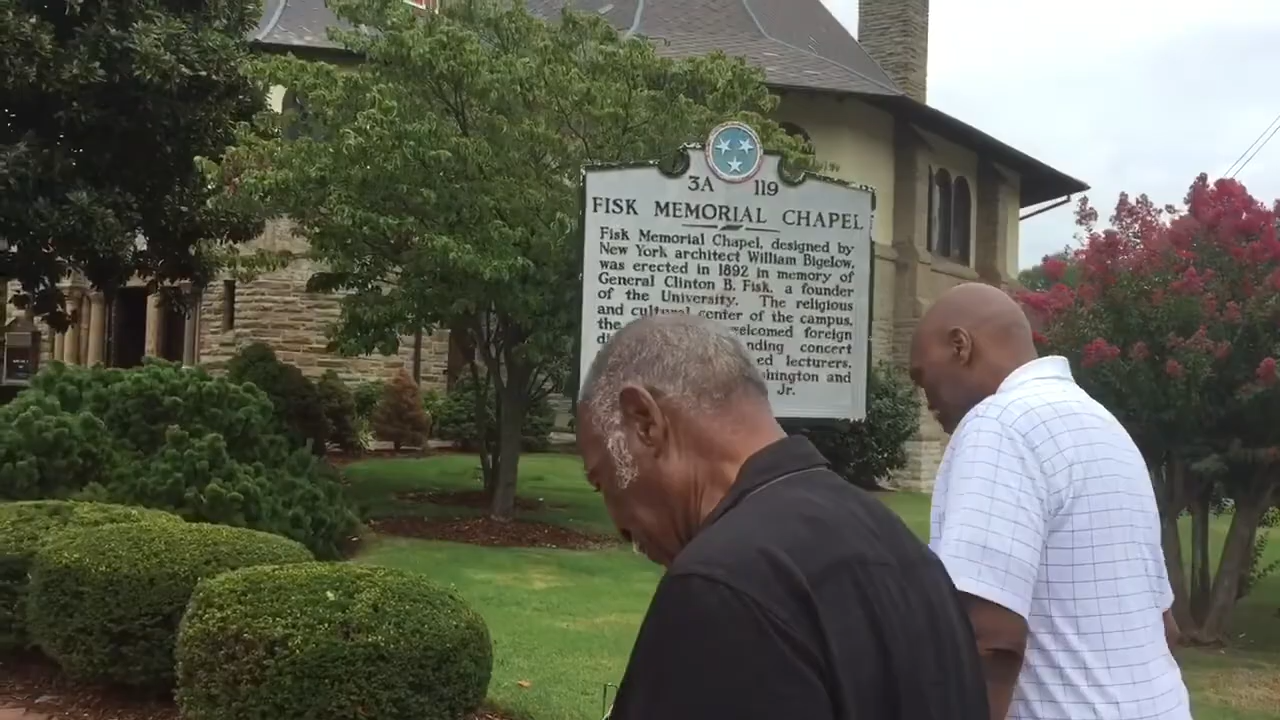 3A 119
FISK MEMORIAL CHAPEL
Fisk Memorial Chapel, designed by
New York architect William Bigelow,
was erected in 1892 in memory of
General Clinton B. Fisk, a founder
of the University. The religious
and cultural center of the campus,
the welcomed foreign
concert
lecturers,
and
Jr.